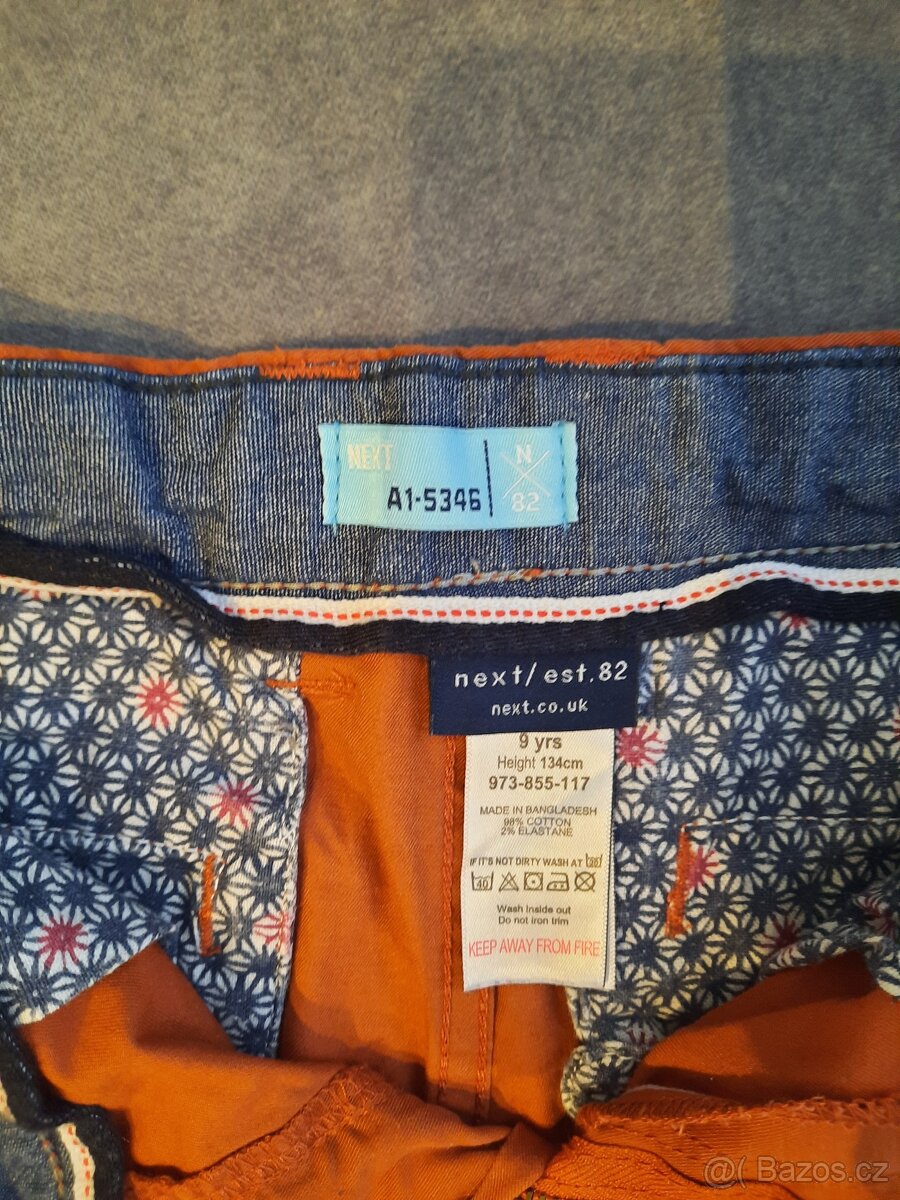 NEXT
A1-5346
N
82
next/est.82
next.co.uk
9 yrs
Height 134cm
973-855-117
MADE IN BANGLADESH
98% COTTON
2% ELASTANE
IF IT'S NOT DIRTY WASH AT 30°
40
Wash inside out
Do not iron trim
KEEP AWAY FROM FIRE
@( Bazos.cz